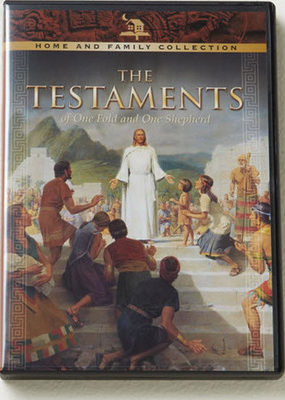 HOME AND FAMILY COLLECTION
THE
TESTAMENTS
of One Fold and One Shepherd